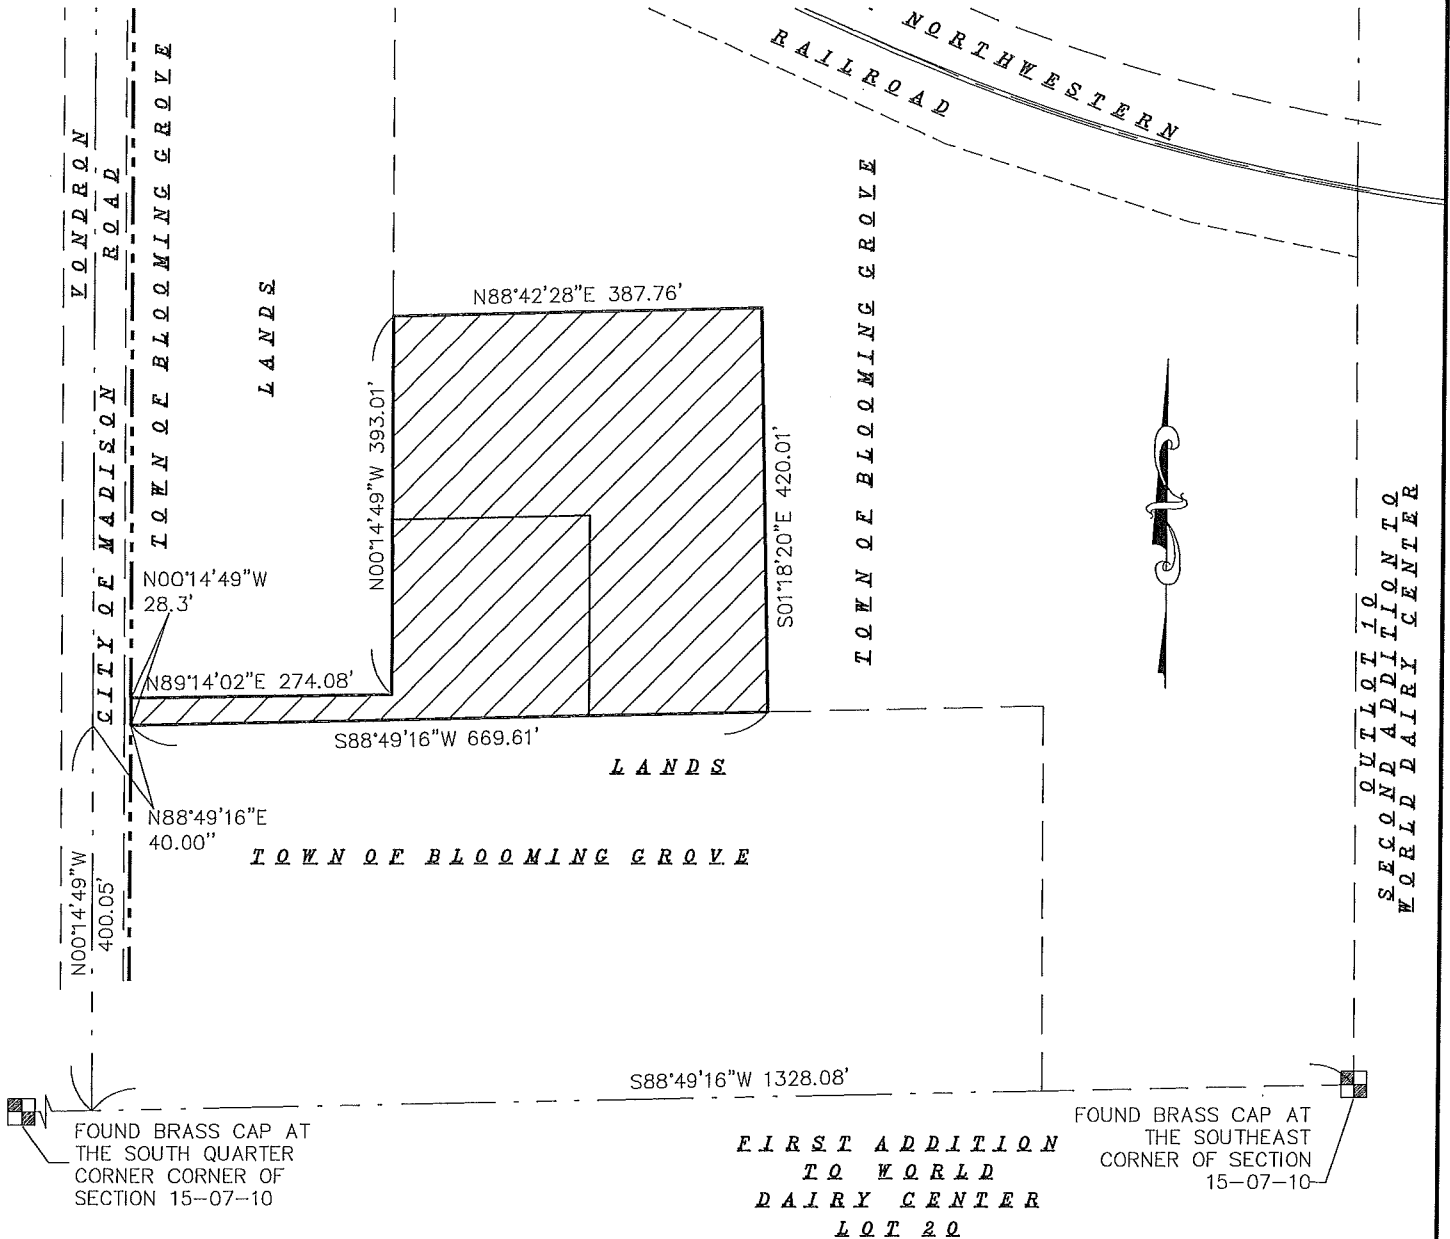 NORTHWESTERN
RAILROAD
VONDRON
ROAD
TOWN OF BLOOMING GROVE
LANDS
CITY OF MADISON
TOWN OF BLOOMING GROVE
N88°42'28"E 387.76'
N00°14'49"W 393.01'
S01°18'20"E 420.01'
N00°14'49"W
28.3'
N89°14'02"E 274.08'
S88°49'16"W 669.61'
LANDS
N88°49'16"E
40.00"
TOWN OF BLOOMING GROVE
N00°14'49"W
400.05'
OUTLOT 10
SECOND ADDITION TO
WORLD DAIRY CENTER
S88°49'16"W 1328.08'
FOUND BRASS CAP AT
THE SOUTH QUARTER
CORNER CORNER OF
SECTION 15-07-10
FIRST ADDITION
TO WORLD
DAIRY CENTER
LOT 20
FOUND BRASS CAP AT
THE SOUTHEAST
CORNER OF SECTION
15-07-10